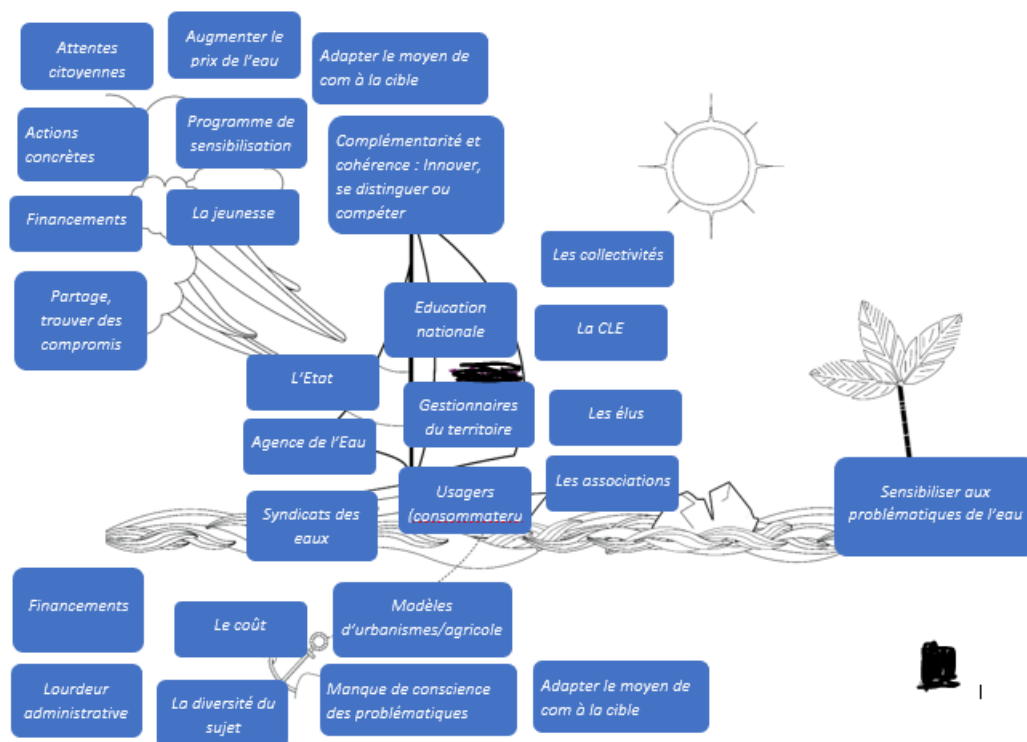 Attentes
citoyennes
Augmenter le
prix de l'eau
Adapter le moyen de
com à la cible
Actions
concrètes
Programme de
sensibilisation
Complémentarité et
cohérence : Innover,
se distinguer ou
compéter
Financements
La jeunesse
Les collectivités
Partage,
trouver des
compromis
Education
nationale
La CLE
L'Etat
Gestionnaires
du territoire
Les élus
Agence de l'Eau
Usagers
(consommateru
Les associations
Syndicats des
eaux
Sensibiliser aux
problématiques de l'eau
Financements
Le coût
Modèles
d'urbanismes/agricole
Lourdeur
administrative
La diversité du
sujet
Manque de conscience
des problématiques
Adapter le moyen de
com à la cible